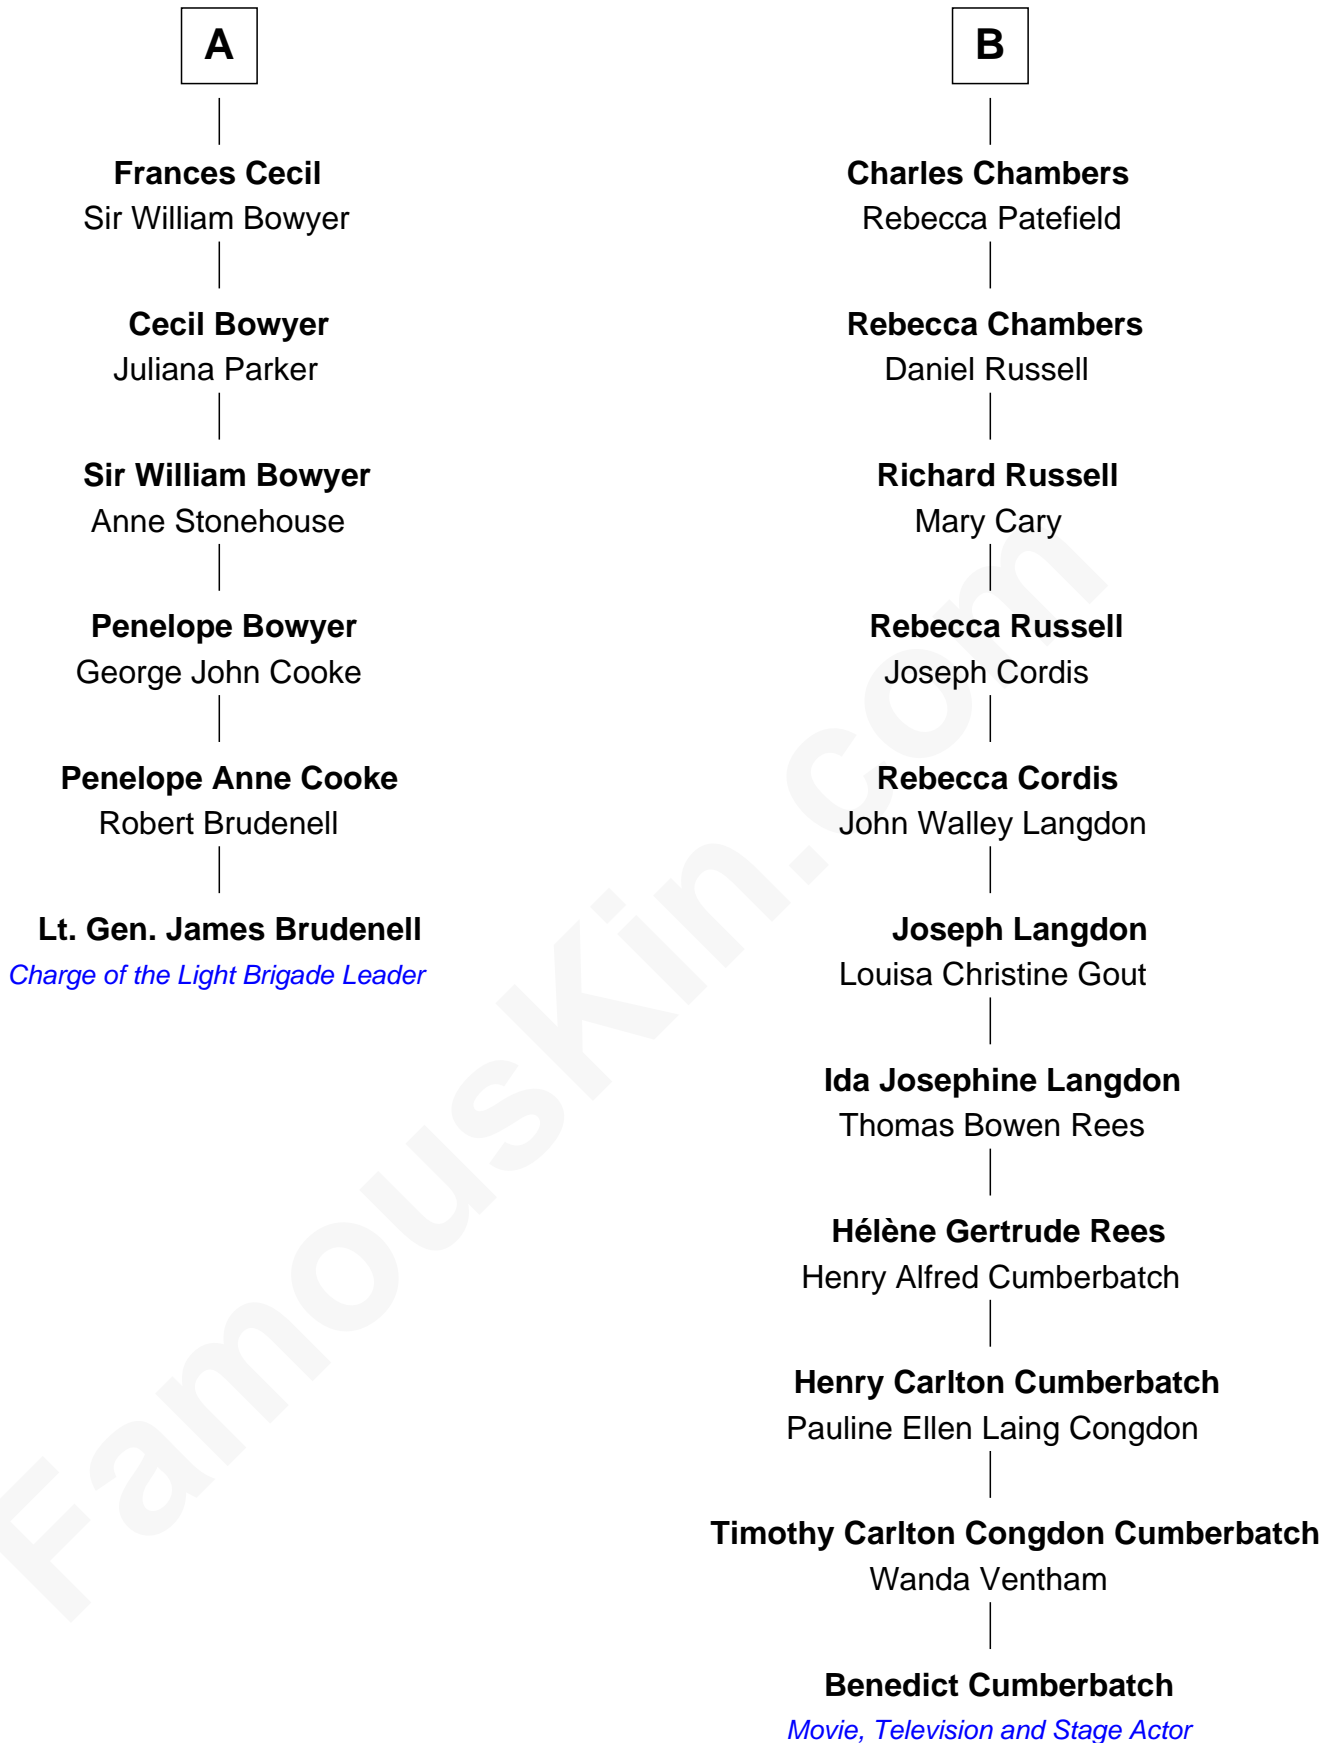 A
Frances Cecil
Sir William Bowyer
Cecil Bowyer
Juliana Parker
Sir William Bowyer
Anne Stonehouse
Penelope Bowyer
George John Cooke
Penelope Anne Cooke
Robert Brudenell
Lt. Gen. James Brudenell
Charge of the Light Brigade Leader
B
Charles Chambers
Rebecca Patefield
Rebecca Chambers
Daniel Russell
Richard Russell
Mary Cary
Rebecca Russell
Joseph Cordis
Rebecca Cordis
John Walley Langdon
Joseph Langdon
Louisa Christine Gout
Ida Josephine Langdon
Thomas Bowen Rees
Hélène Gertrude Rees
Henry Alfred Cumberbatch
Henry Carlton Cumberbatch
Pauline Ellen Laing Congdon
Timothy Carlton Congdon Cumberbatch
Wanda Ventham
Benedict Cumberbatch
Movie, Television and Stage Actor
FamousKin.com